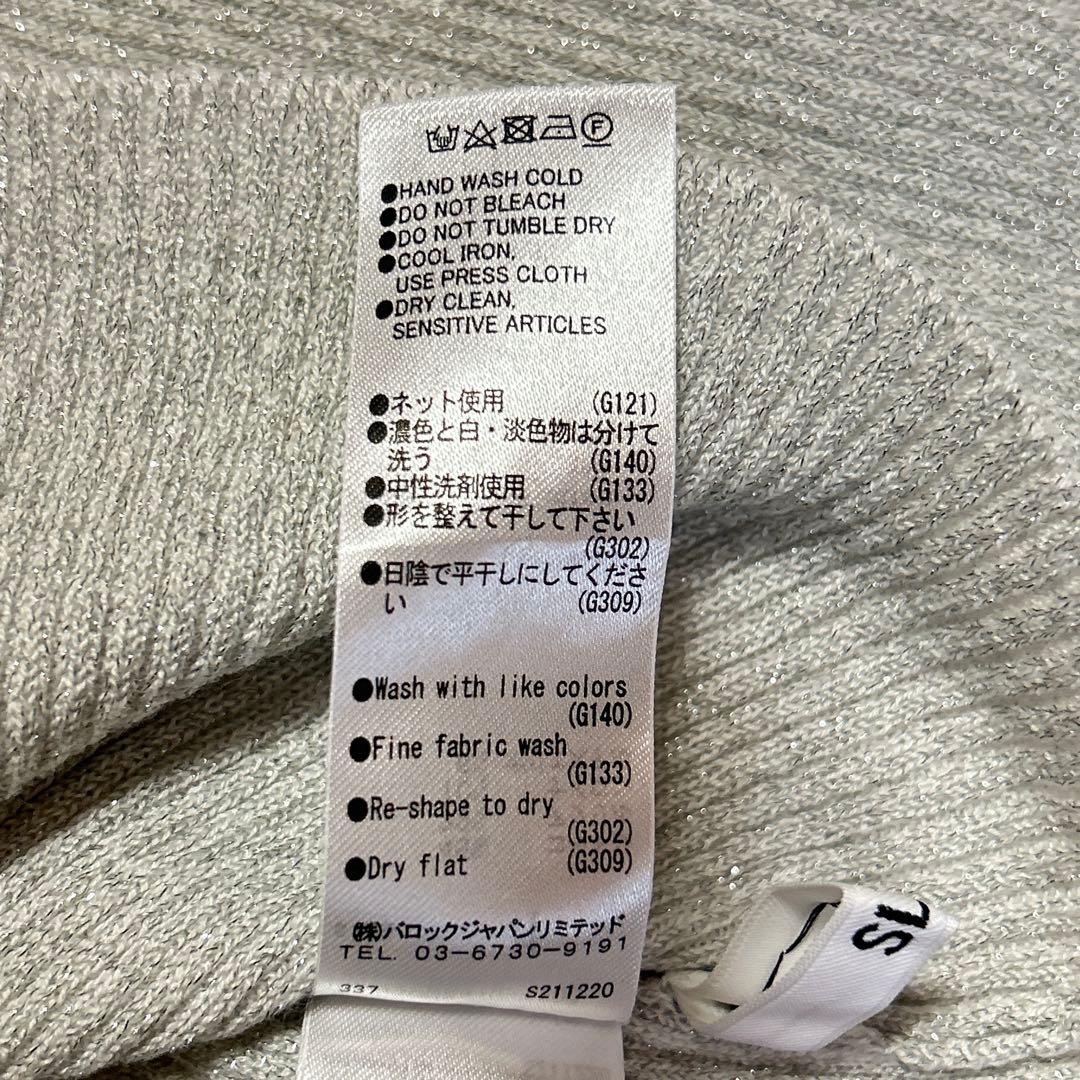 F
●HAND WASH COLD
●DO NOT BLEACH
●DO NOT TUMBLE DRY
●COOL IRON,
USE PRESS CLOTH
●DRY CLEAN,
SENSITIVE ARTICLES
●ネット使用 (G121)
●濃色と白・淡色物は分けて
洗う (G140)
●中性洗剤使用 (G133)
●形を整えて干して下さい
(G302)
●日陰で平干しにしてくださ
い (G309)
●Wash with like colors
(G140)
●Fine fabric wash
(G133)
●Re-shape to dry
(G302)
●Dry flat (G309)
㈱バロックジャパンリミテッド
TEL. 03-6730-9191
337 S211220
SL